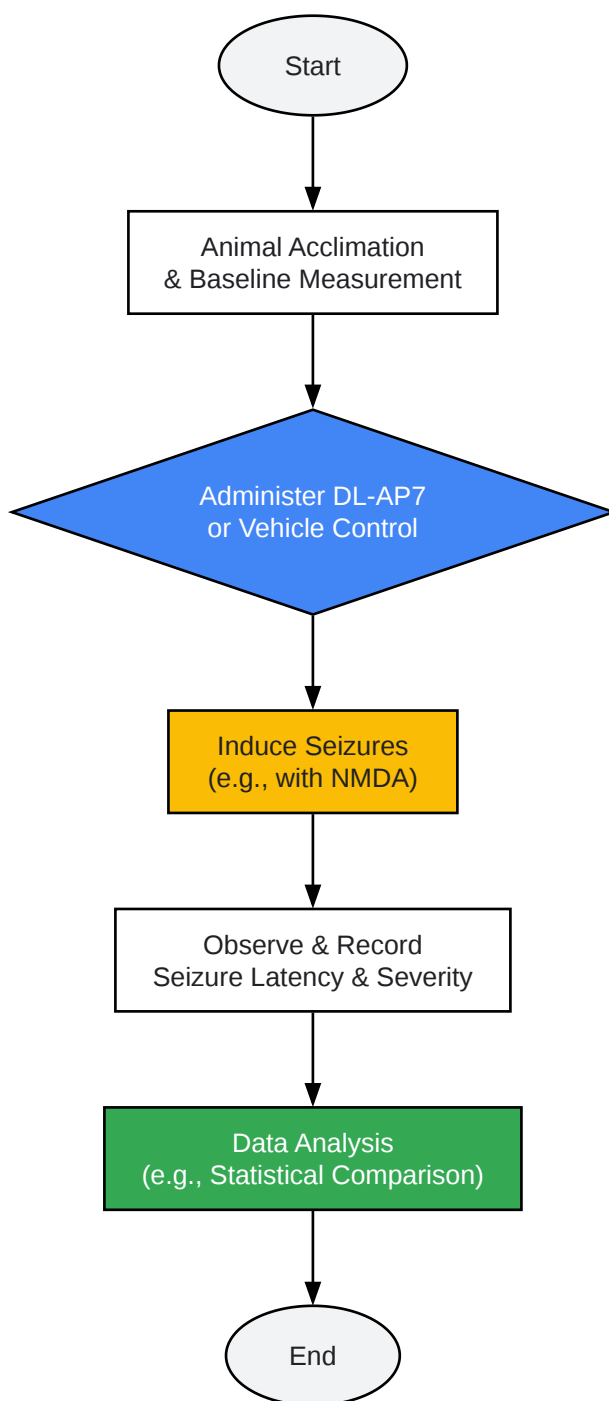 Start
Animal Acclimation
& Baseline Measurement
Administer DL-AP7
or Vehicle Control
Induce Seizures
(e.g., with NMDA)
Observe & Record
Seizure Latency & Severity
Data Analysis
(e.g., Statistical Comparison)
End